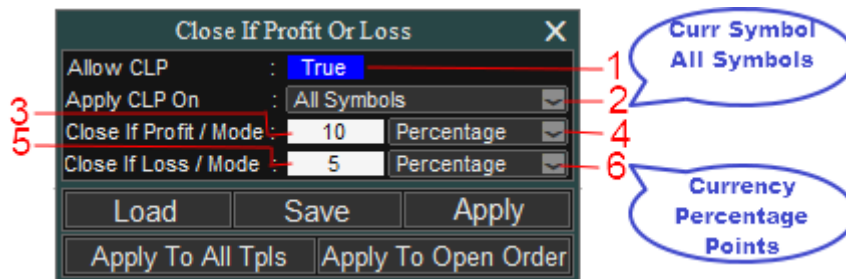 Close If Profit Or Loss X
Allow CLP : True 1
Apply CLP On : All Symbols 2
3 Close If Profit / Mode : 10 Percentage 4
5 Close If Loss / Mode : 5 Percentage 6
Load Save Apply
Apply To All Tpls Apply To Open Order
Curr Symbol
All Symbols
Currency
Percentage
Points